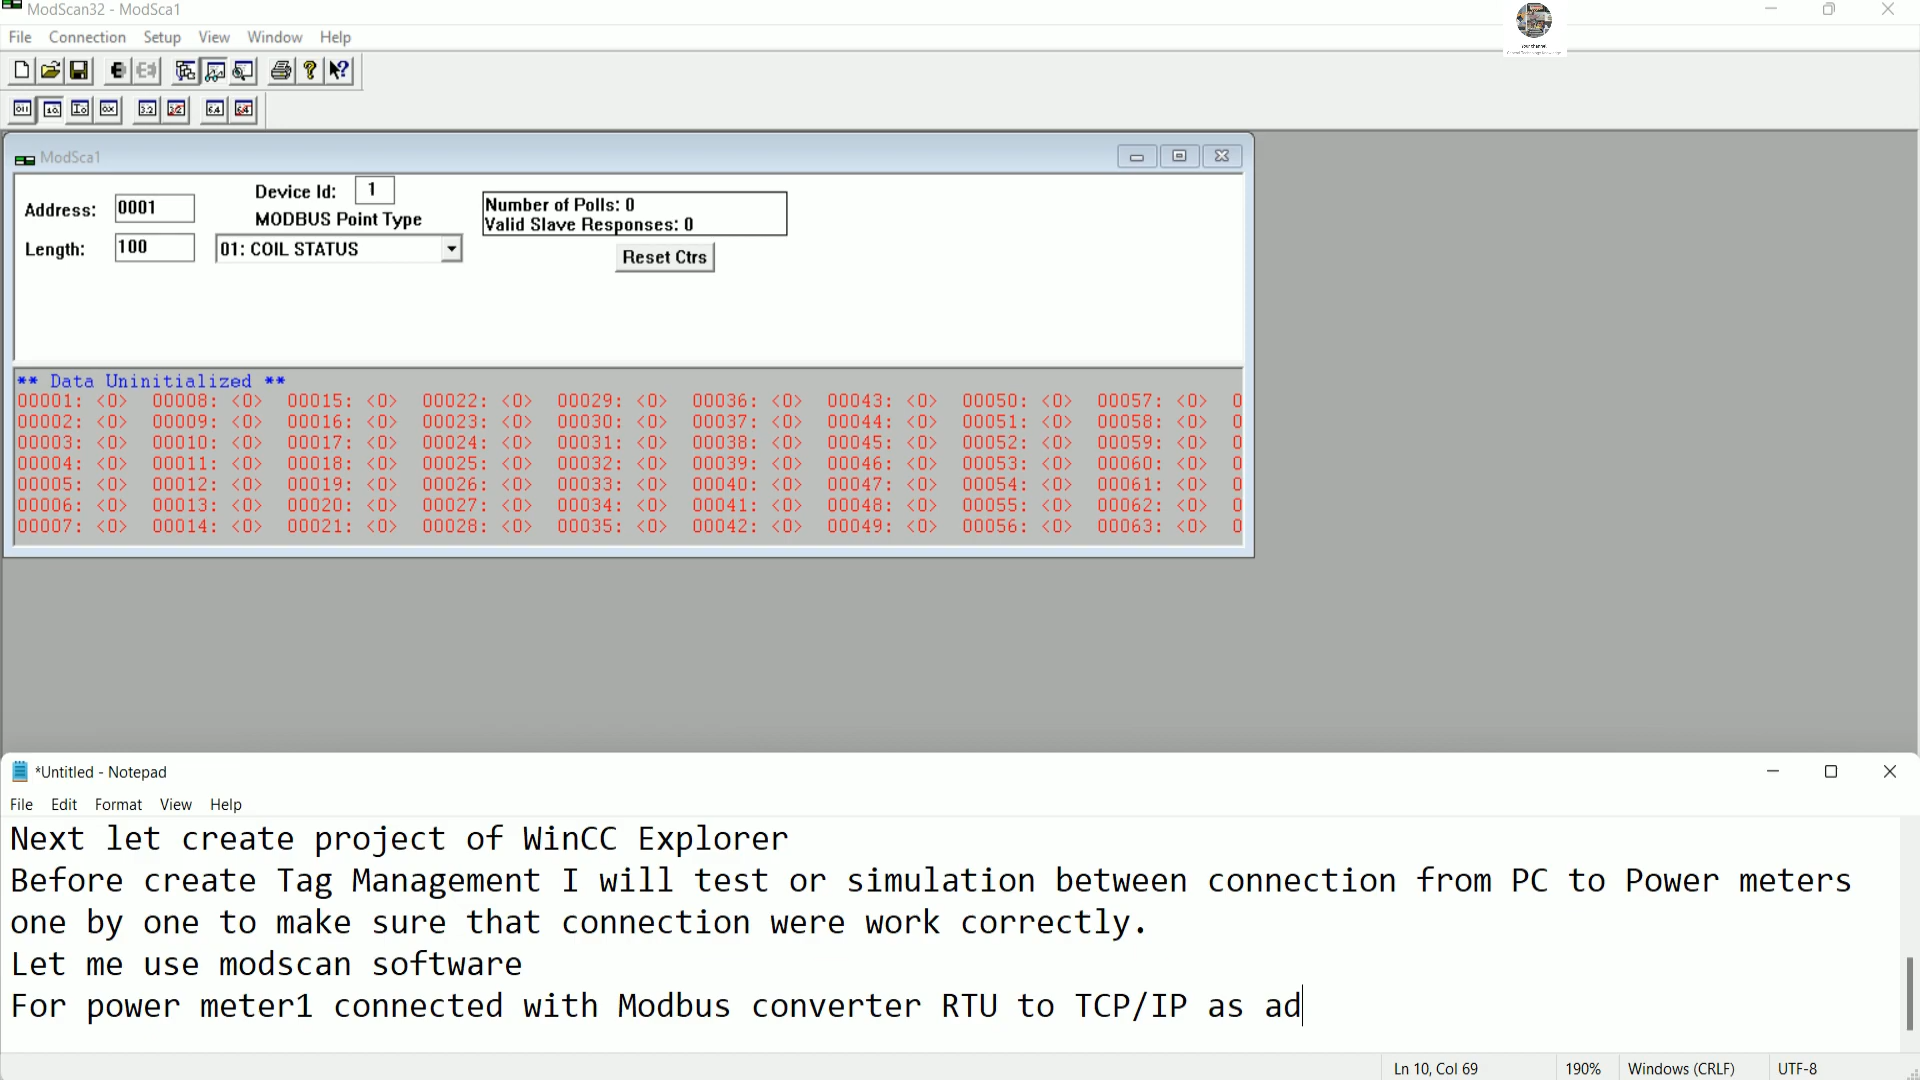 ModScan32 - ModSca1
File Connection Setup View Window Help
Your channel
ModSca1
Address: 0001
Device Id: 1
MODBUS Point Type
Length: 100
01: COIL STATUS
Number of Polls: 0
Valid Slave Responses: 0
Reset Ctrs
** Data Uninitialized **
00001: <0> 00008: <0> 00015: <0> 00022: <0> 00029: <0> 00036: <0> 00043: <0> 00050: <0> 00057: <0> 0
00002: <0> 00009: <0> 00016: <0> 00023: <0> 00030: <0> 00037: <0> 00044: <0> 00051: <0> 00058: <0> 0
00003: <0> 00010: <0> 00017: <0> 00024: <0> 00031: <0> 00038: <0> 00045: <0> 00052: <0> 00059: <0> 0
00004: <0> 00011: <0> 00018: <0> 00025: <0> 00032: <0> 00039: <0> 00046: <0> 00053: <0> 00060: <0> 0
00005: <0> 00012: <0> 00019: <0> 00026: <0> 00033: <0> 00040: <0> 00047: <0> 00054: <0> 00061: <0> 0
00006: <0> 00013: <0> 00020: <0> 00027: <0> 00034: <0> 00041: <0> 00048: <0> 00055: <0> 00062: <0> 0
00007: <0> 00014: <0> 00021: <0> 00028: <0> 00035: <0> 00042: <0> 00049: <0> 00056: <0> 00063: <0> 0
*Untitled - Notepad
File Edit Format View Help
Next let create project of WinCC Explorer
Before create Tag Management I will test or simulation between connection from PC to Power meters
one by one to make sure that connection were work correctly.
Let me use modscan software
For power meter1 connected with Modbus converter RTU to TCP/IP as ad
Ln 10, Col 69 190% Windows (CRLF) UTF-8